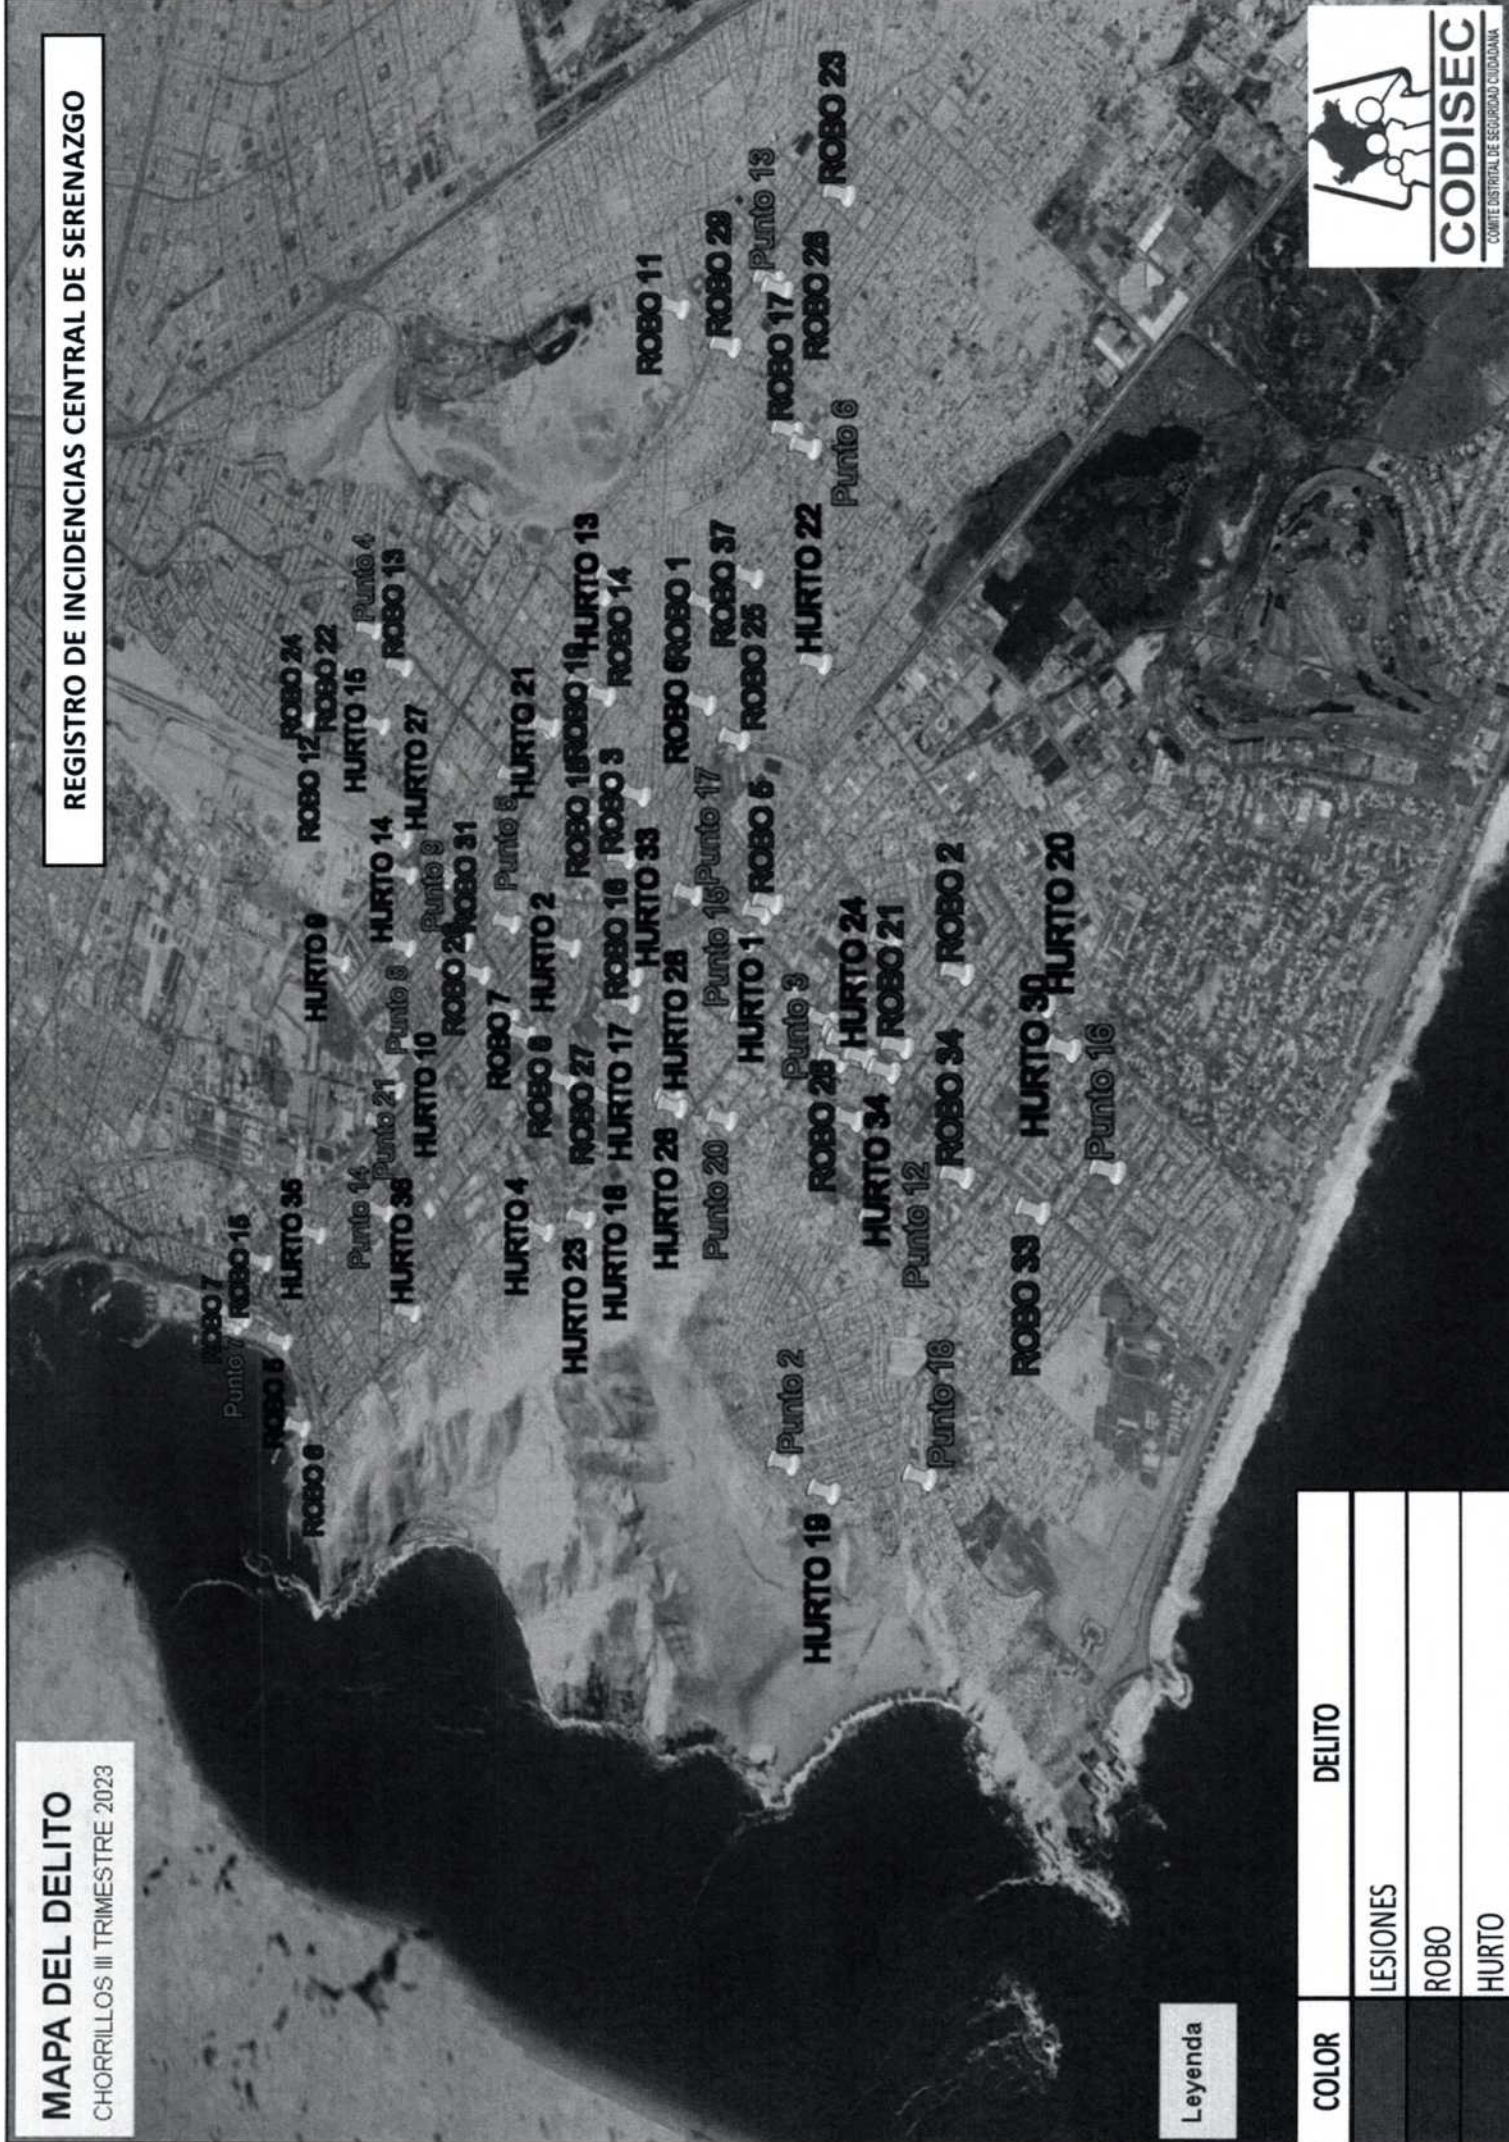 MAPA DEL DELITO
CHORRILLOS III TRIMESTRE 2023
REGISTRO DE INCIDENCIAS CENTRAL DE SERENAZGO
ROBO 7
ROBO 15
Punto 7
ROBO 5
ROBO 6
HURTO 35
Punto 14
HURTO 36
Punto 21
HURTO 10
Punto 8
HURTO 9
HURTO 14
Punto 9
ROBO 31
ROBO 12
ROBO 24
ROBO 22
HURTO 15
HURTO 27
Punto 4
ROBO 13
ROBO 7
HURTO 4
ROBO 8
ROBO 27
HURTO 2
Punto 5
HURTO 21
HURTO 23
HURTO 18
HURTO 17
ROBO 16
ROBO 3
HURTO 13
ROBO 14
HURTO 33
HURTO 28
HURTO 26
ROBO 6
ROBO 1
ROBO 11
Punto 20
Punto 15
Punto 17
ROBO 37
ROBO 29
HURTO 1
ROBO 5
ROBO 25
Punto 13
ROBO 17
Punto 2
Punto 3
ROBO 26
HURTO 22
ROBO 28
ROBO 23
HURTO 19
HURTO 24
Punto 6
HURTO 34
ROBO 21
Punto 12
Punto 18
ROBO 34
ROBO 2
ROBO 33
HURTO 30
HURTO 20
Punto 16
Leyenda
COLOR DELITO
LESIONES
ROBO
HURTO
CODISEC
COMITE DISTRITAL DE SEGURIDAD CIUDADANA